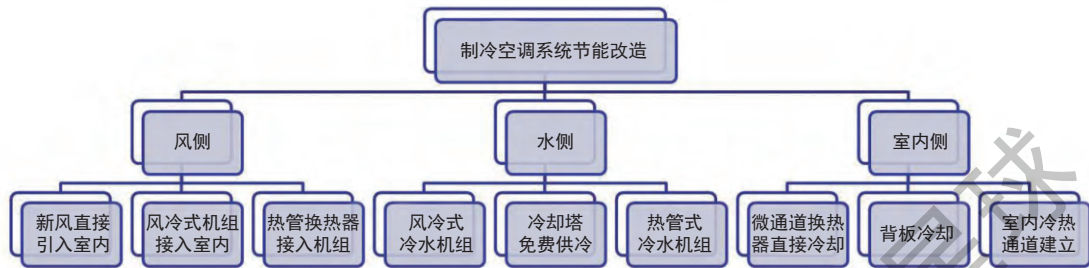 制冷空调系统节能改造
风侧
水侧
室内侧
新风直接
引入室内
风冷式机组
接入室内
热管换热器
接入机组
风冷式
冷水机组
冷却塔
免费供冷
热管式
冷水机组
微通道换热
器直接冷却
背板冷却
室内冷热
通道建立
星球